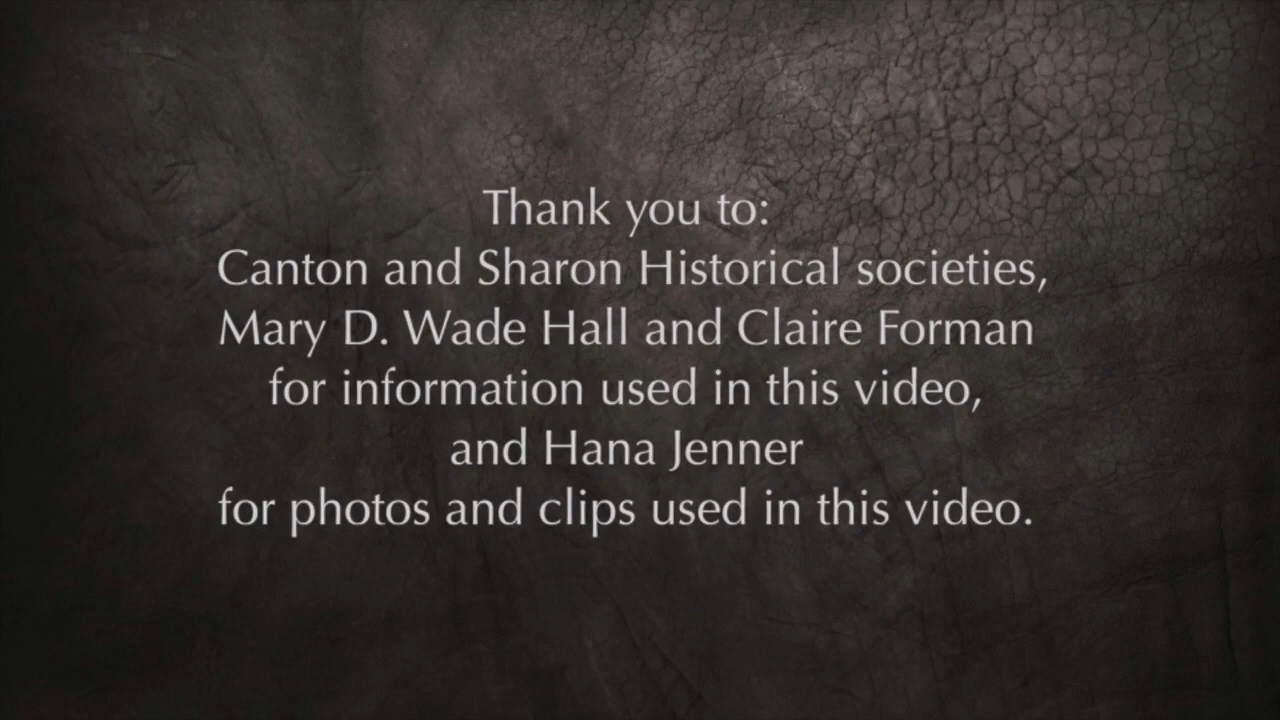 Thank you to:
Canton and Sharon Historical societies,
Mary D. Wade Hall and Claire Forman
for information used in this video,
and Hana Jenner
for photos and clips used in this video.